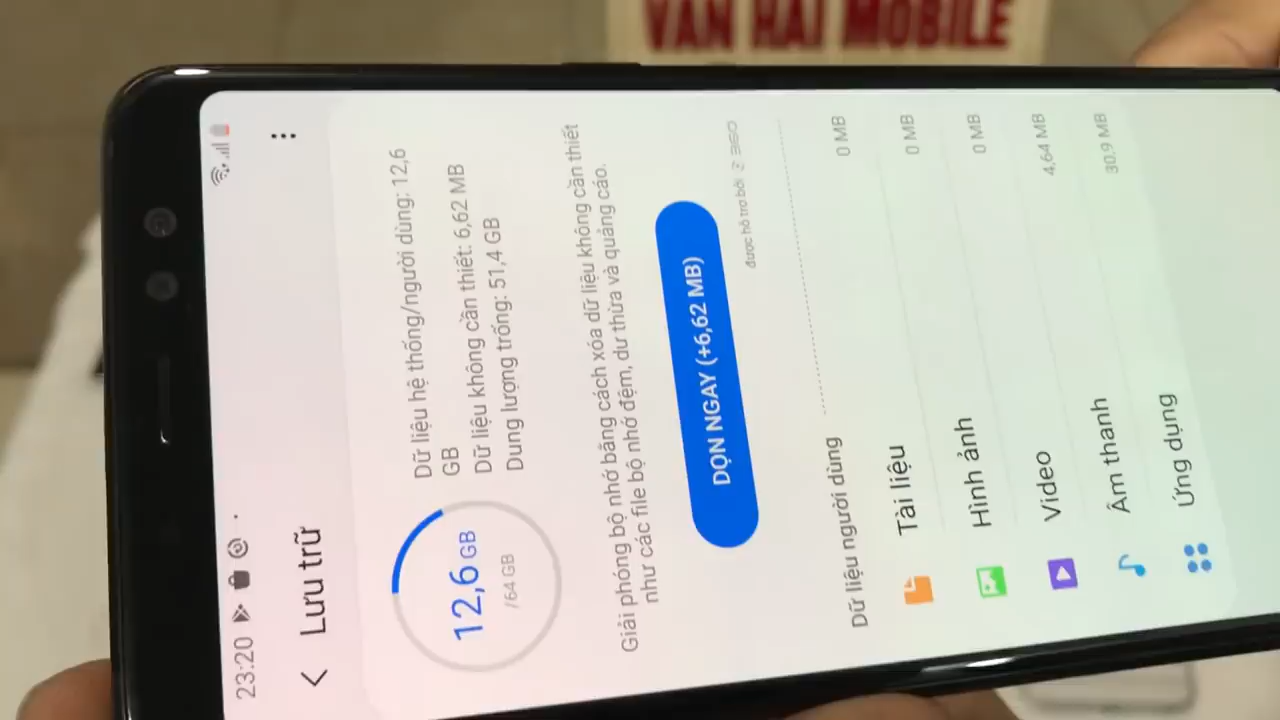 VAN HAI MOBILE
23:20
Lưu trữ
12,6 GB
/64 GB
Dữ liệu hệ thống/người dùng: 12,6
GB
Dữ liệu không cần thiết: 6,62 MB
Dung lượng trống: 51,4 GB
Giải phóng bộ nhớ bằng cách xóa dữ liệu không cần thiết
như các file bộ nhớ đệm, dư thừa và quảng cáo.
DỌN NGAY (+6,62 MB)
được hỗ trợ bởi 360
Dữ liệu người dùng
Tài liệu 0 MB
Hình ảnh 0 MB
Video 0 MB
Âm thanh 4,64 MB
Ứng dụng 30,9 MB